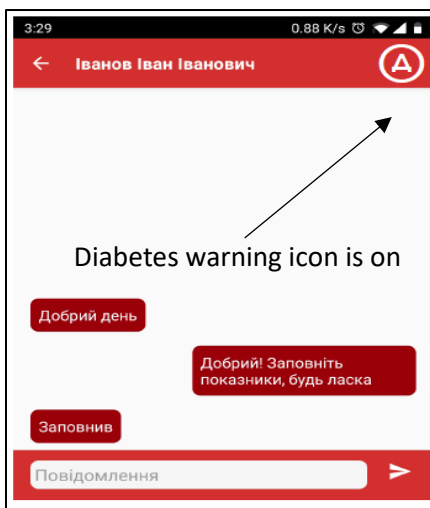 3:29 0.88 K/s
Іванов Іван Іванович
Д
Diabetes warning icon is on
Добрий день
Добрий! Заповніть
показники, будь ласка
Заповнив
Повідомлення